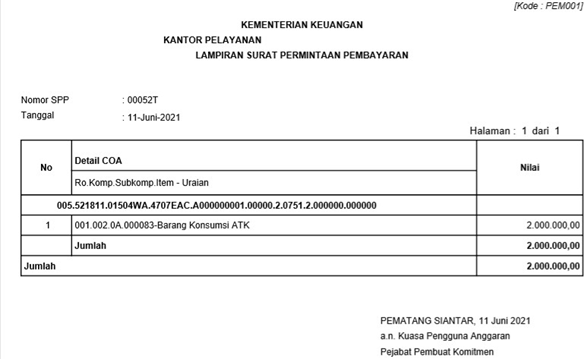 [Kode : PEM001]
KEMENTERIAN KEUANGAN
KANTOR PELAYANAN
LAMPIRAN SURAT PERMINTAAN PEMBAYARAN
Nomor SPP : 00052T
Tanggal : 11-Juni-2021
Halaman : 1 dari 1
No Detail COA Nilai
Ro.Komp.Subkomp.Item - Uraian
005.521811.01504WA.4707EAC.A000000001.00000.2.0751.2.000000.000000
1 001.002.0A.000083-Barang Konsumsi ATK 2.000.000,00
Jumlah 2.000.000,00
Jumlah 2.000.000,00
PEMATANG SIANTAR, 11 Juni 2021
a.n. Kuasa Pengguna Anggaran
Pejabat Pembuat Komitmen